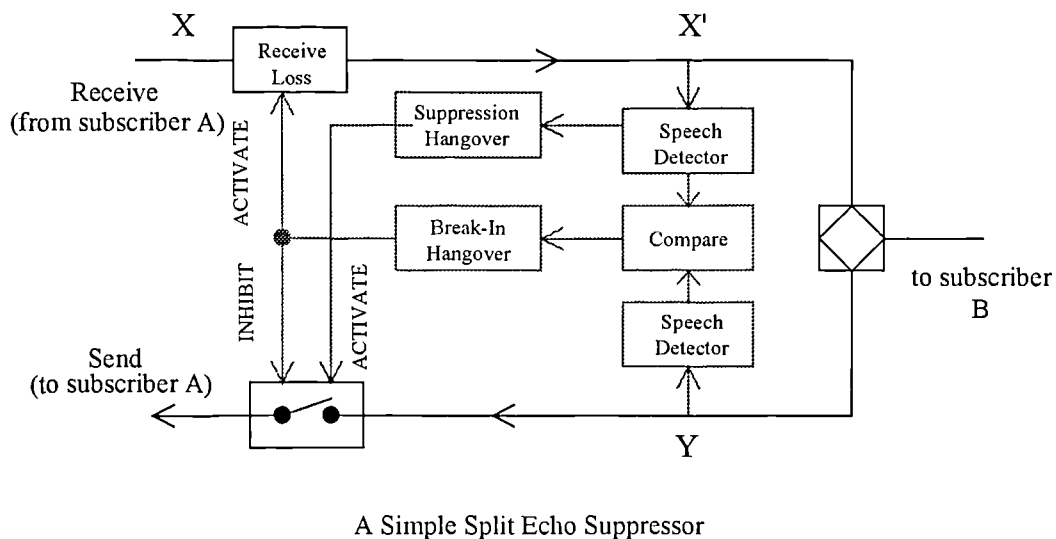 X
X'
Receive
Loss
Receive
(from subscriber A)
Suppression
Hangover
Speech
Detector
ACTIVATE
Break-In
Hangover
Compare
INHIBIT
ACTIVATE
to subscriber
B
Speech
Detector
Send
(to subscriber A)
Y
A Simple Split Echo Suppressor